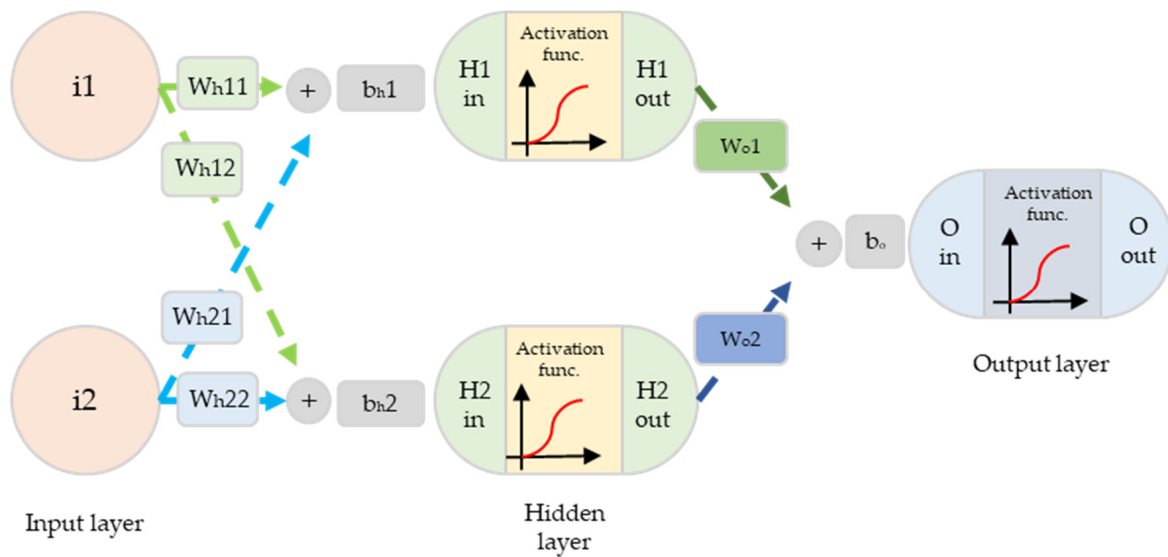 i1
Wh11
+
bh1
H1
in
Activation
func.
H1
out
Wh12
Wo1
Wh21
+
bo
O
in
Activation
func.
O
out
i2
Wh22
+
bh2
H2
in
Activation
func.
H2
out
Wo2
Input layer
Hidden
layer
Output layer